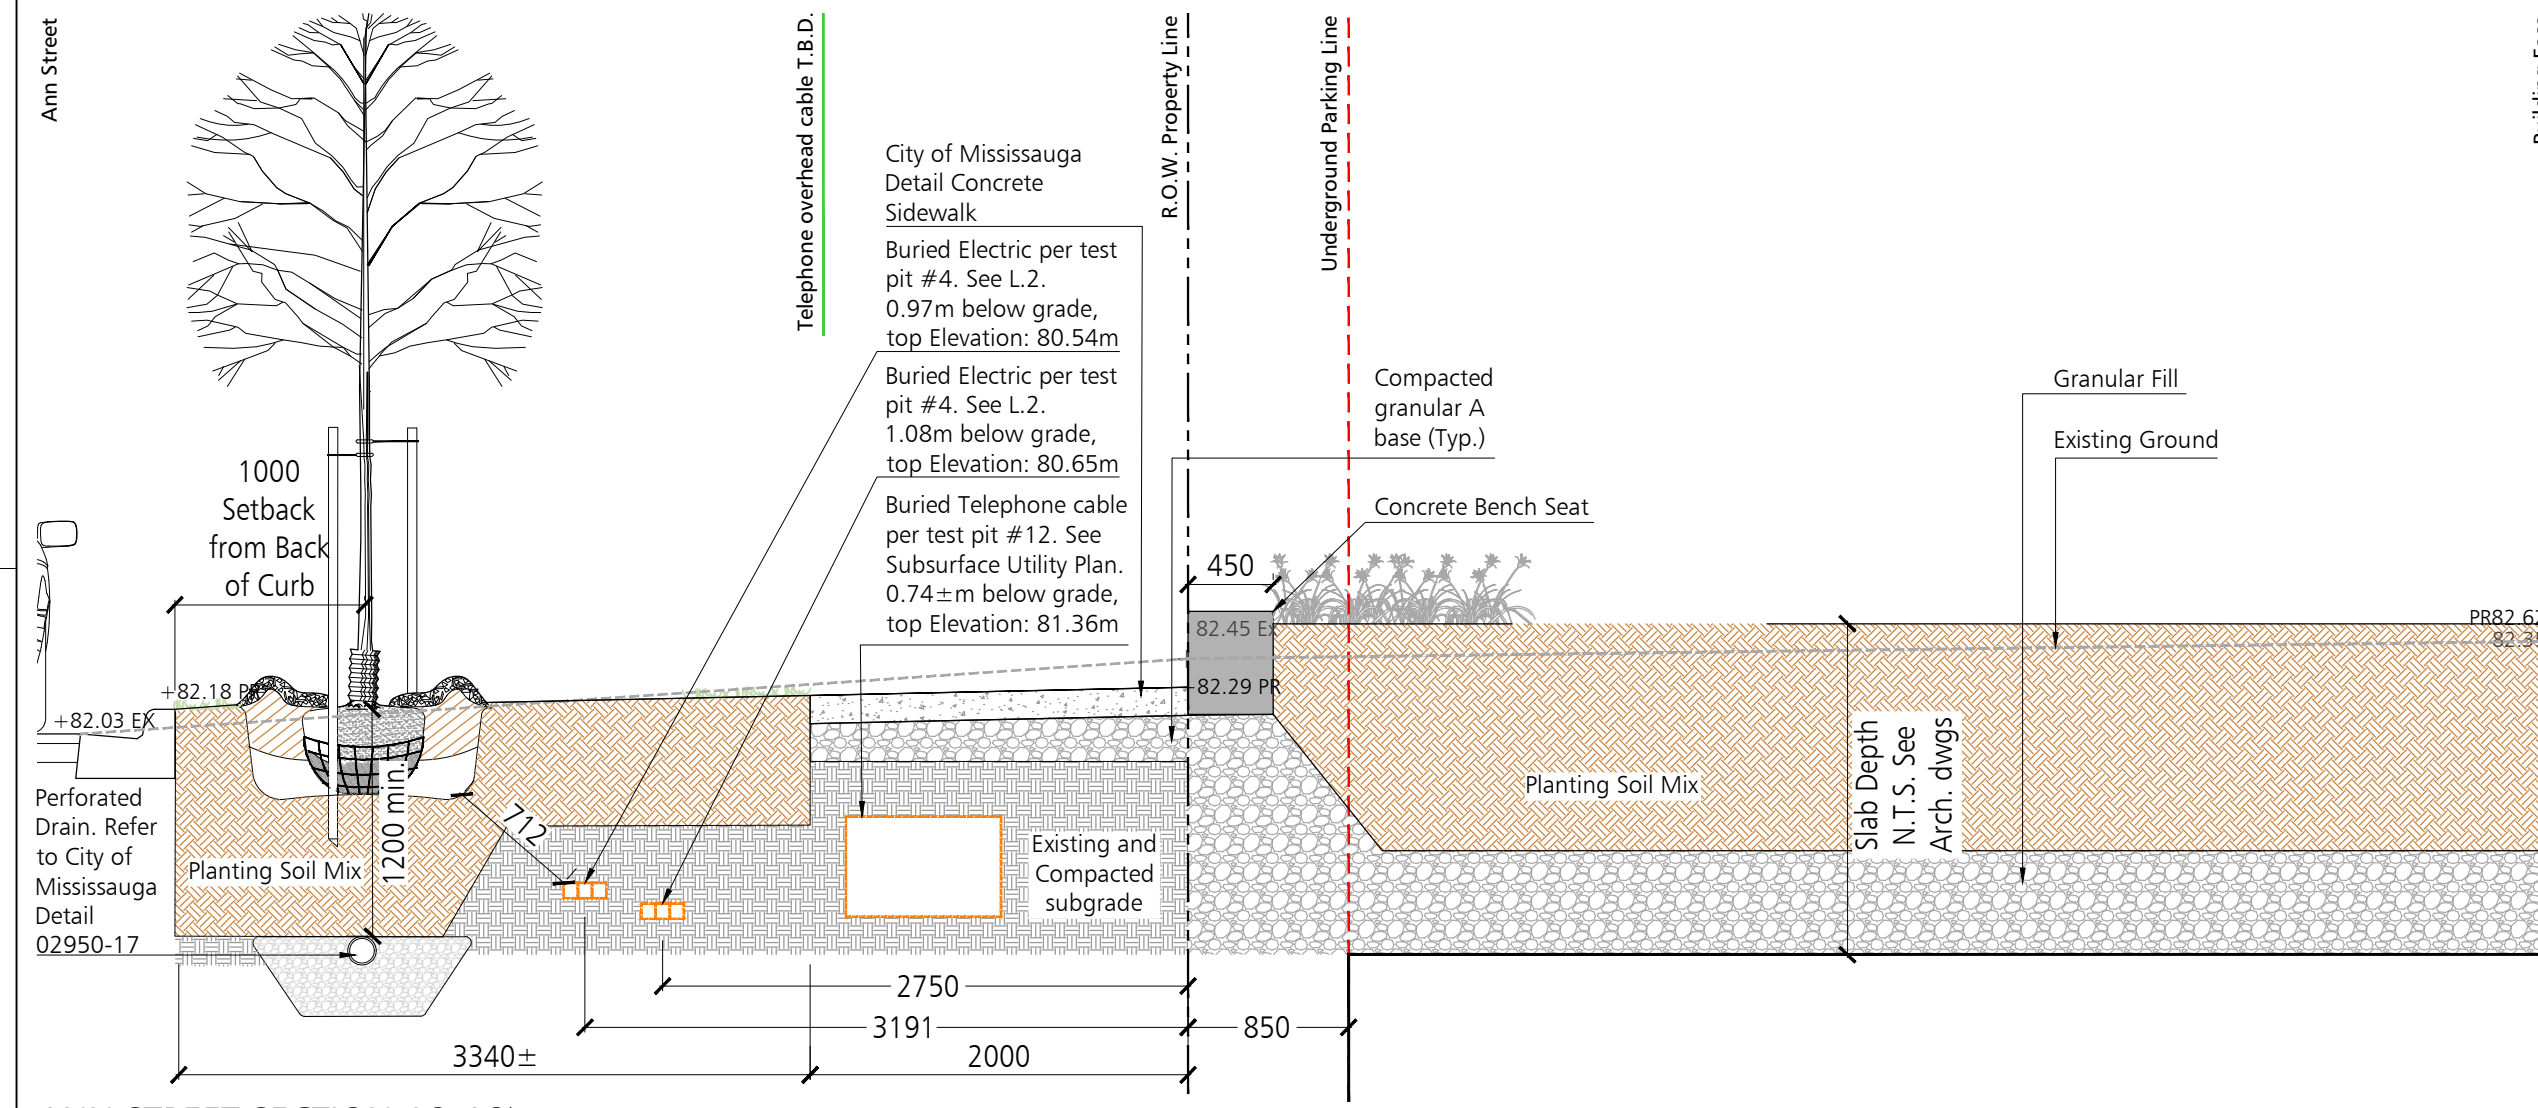 Ann Street
Telephone overhead cable T.B.D.
R.O.W. Property Line
Underground Parking Line
City of Mississauga
Detail Concrete
Sidewalk
Buried Electric per test
pit #4. See L.2.
0.97m below grade,
top Elevation: 80.54m
Buried Electric per test
pit #4. See L.2.
1.08m below grade,
top Elevation: 80.65m
Buried Telephone cable
per test pit #12. See
Subsurface Utility Plan.
0.74±m below grade,
top Elevation: 81.36m
Compacted
granular A
base (Typ.)
Concrete Bench Seat
Granular Fill
Existing Ground
1000
Setback
from Back
of Curb
450
82.45 Ex
82.29 PR
+82.18 PR
+82.03 EX
PR82.62
82.3
Perforated
Drain. Refer
to City of
Mississauga
Detail
02950-17
Planting Soil Mix
1200 min.
712
Existing and
Compacted
subgrade
Planting Soil Mix
Slab Depth
N.T.S. See
Arch. dwgs
2750
3191
850
3340±
2000